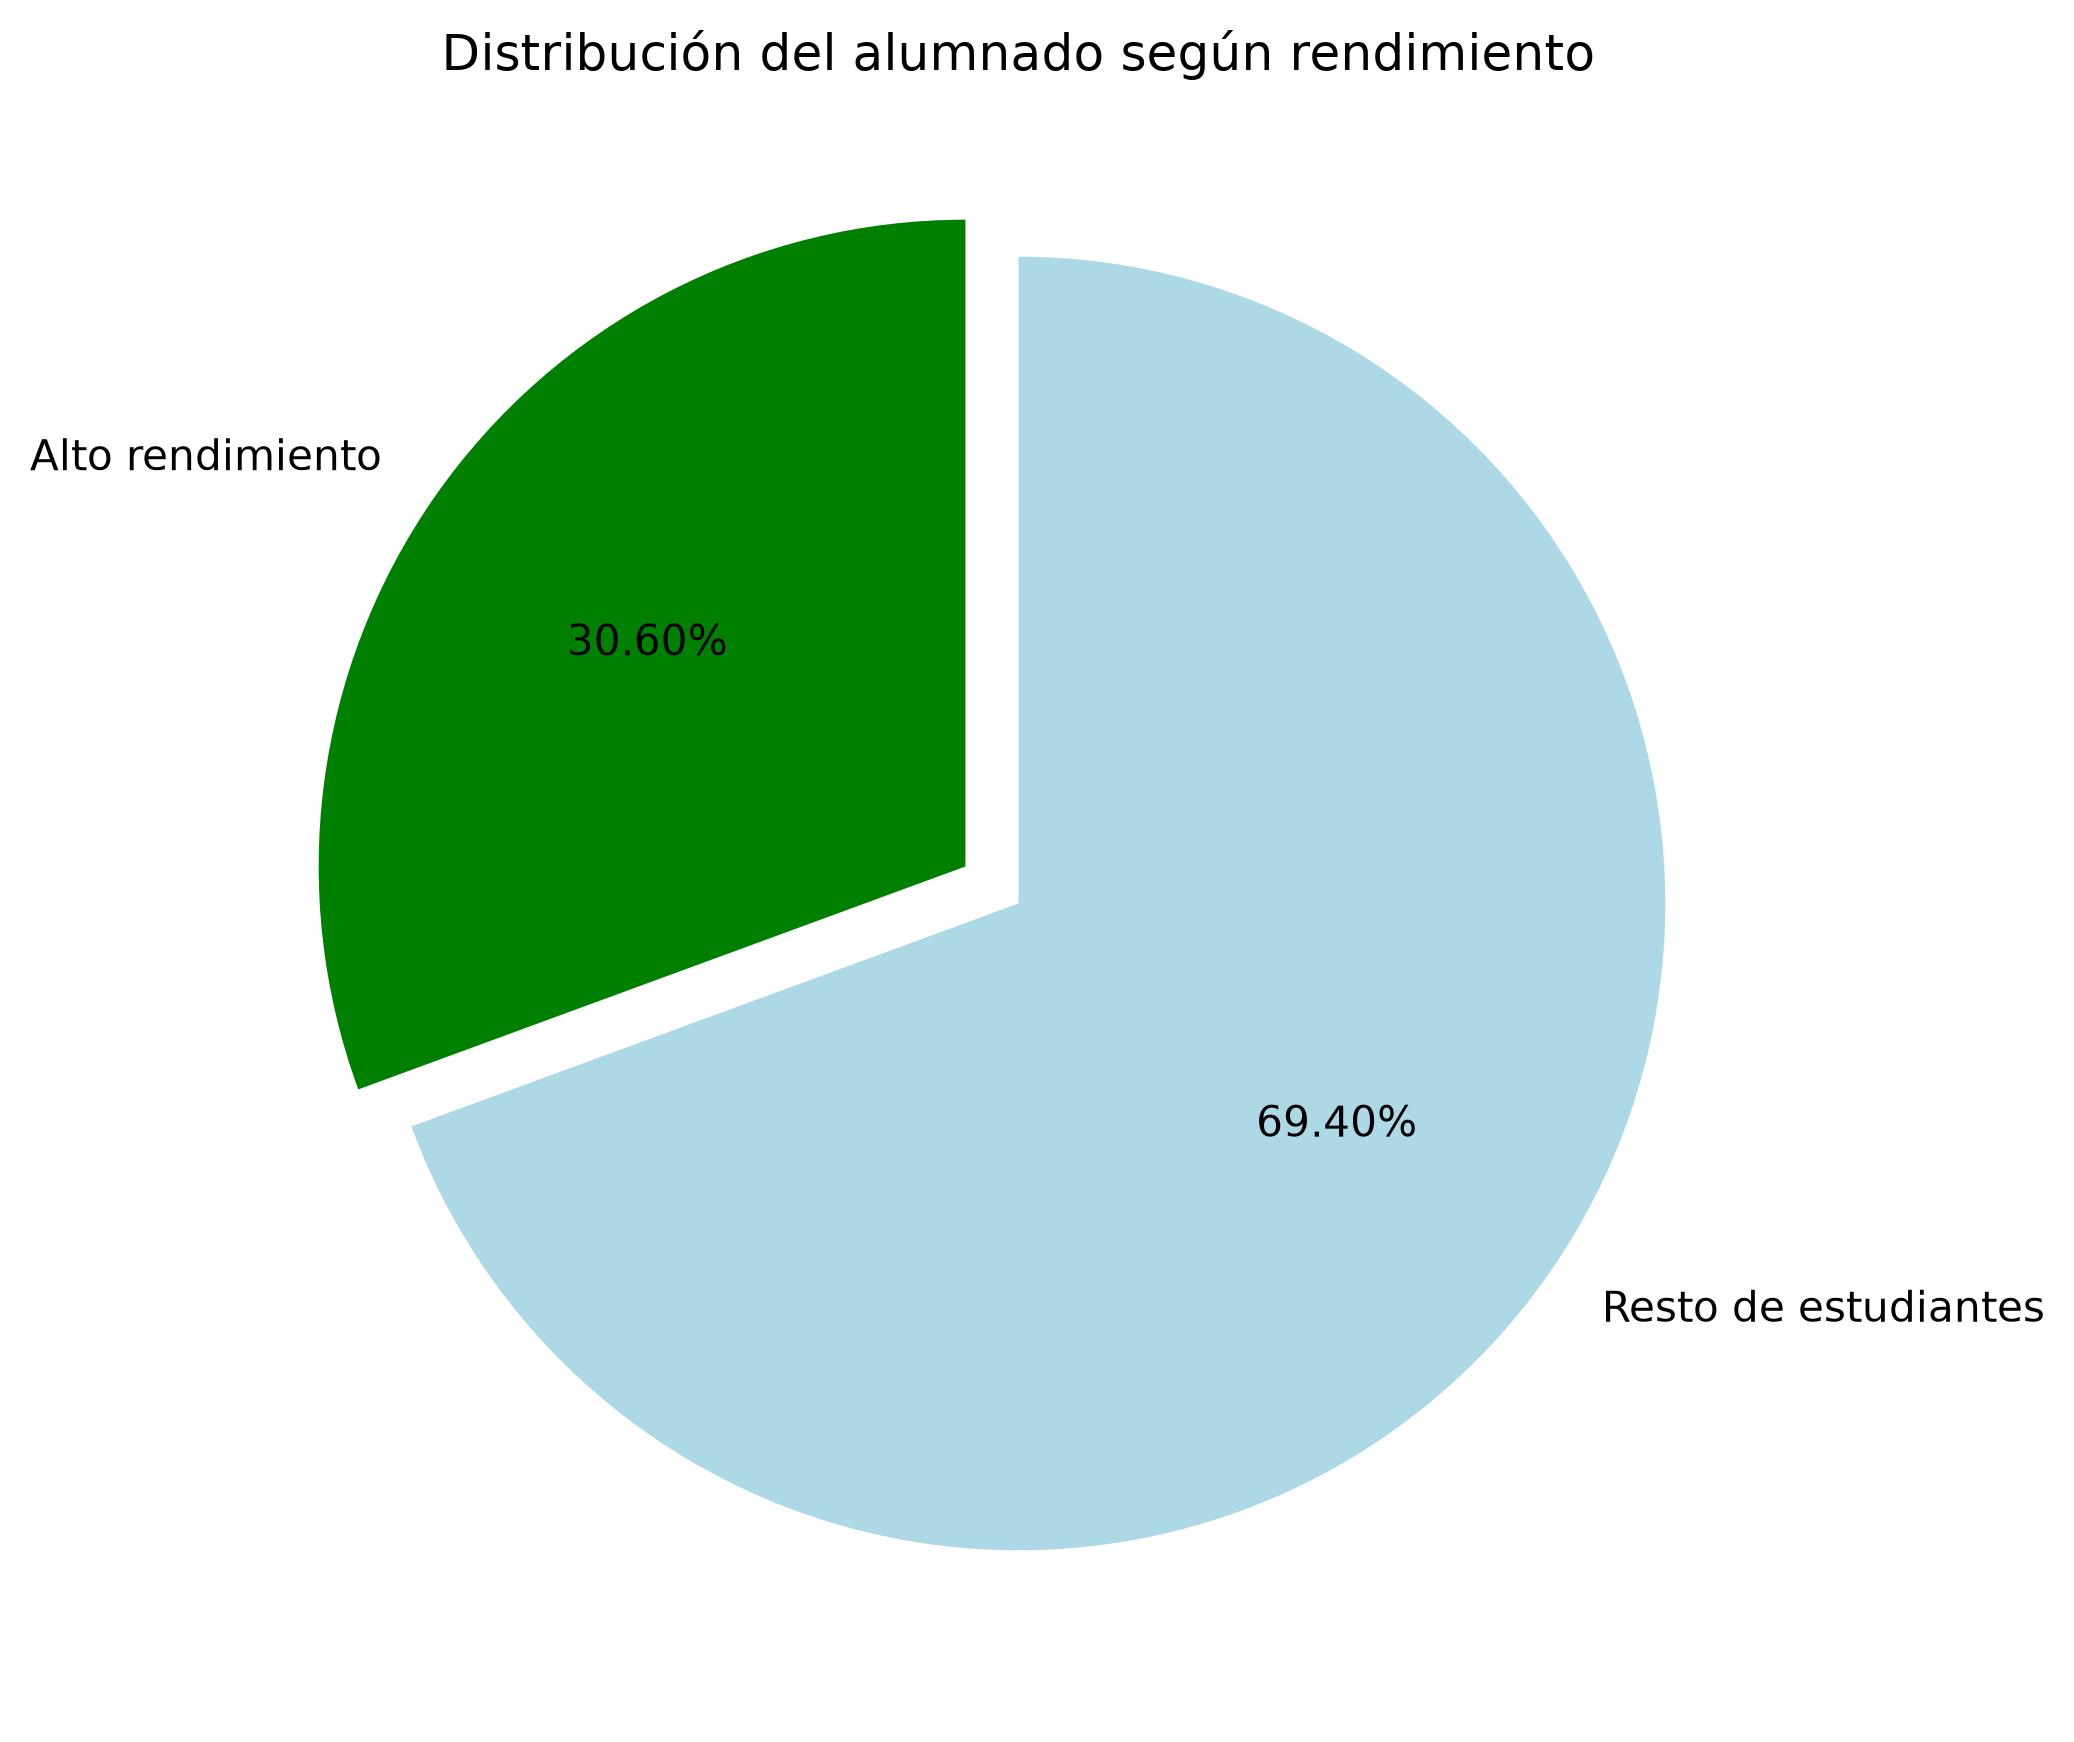 Distribución del alumnado según rendimiento
Alto rendimiento
30.60%
69.40%
Resto de estudiantes